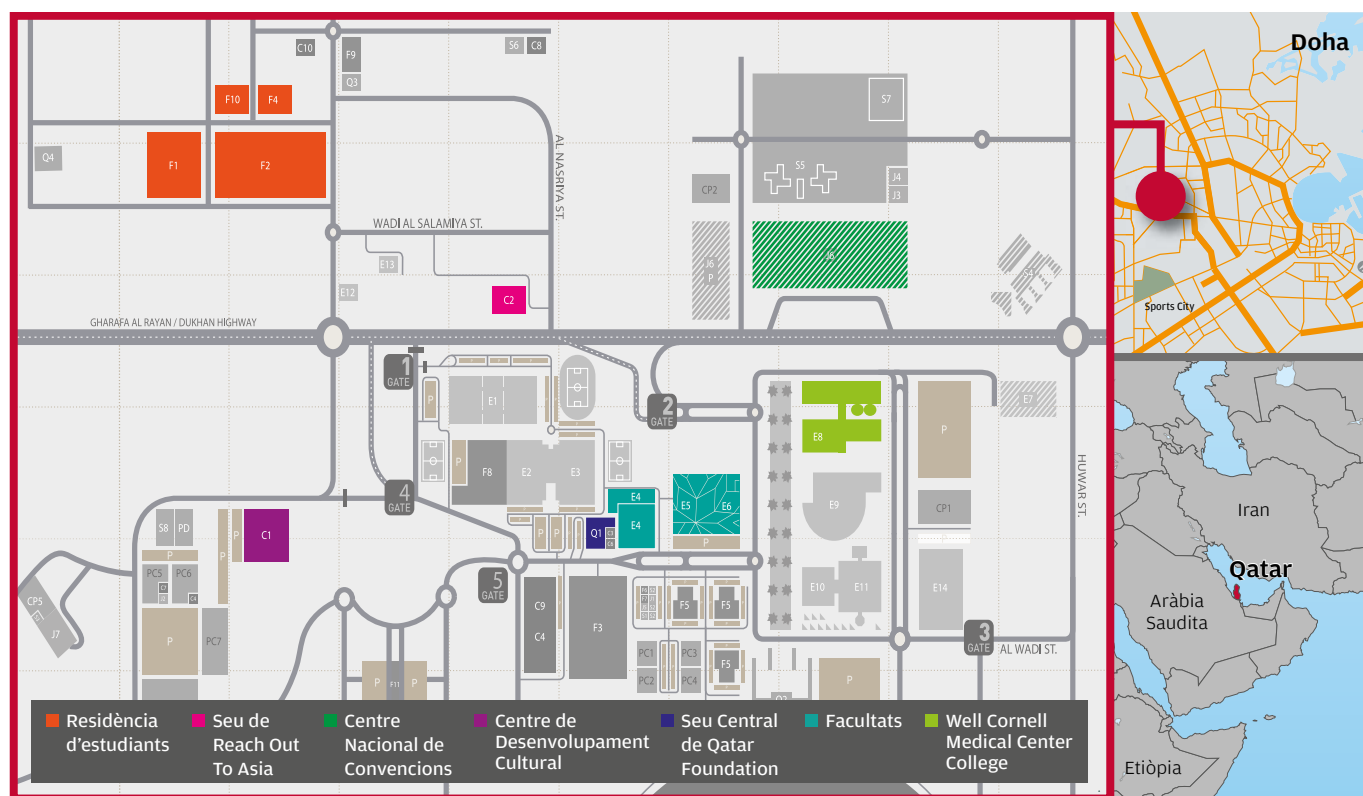 C10
F9
S6
C8
Q3
F10
F4
S7
Q4
F1
F2
AL NASRIYA ST.
S5
J4
J3
CP2
WADI AL SALAMIYA ST.
E13
E12
C2
J6
P
J6
S4
GHARAFA AL RAYAN / DUKHAN HIGHWAY
1
GATE
E1
P
2
GATE
E8
P
E7
HUWAR ST.
P
F8
E2
E3
4
GATE
E4
E4
E5
E6
E9
CP1
S8
PD
P
P
C1
P
P
Q1
P
P
PC5
PC6
CP5
J7
5
GATE
C9
C4
F3
F5
F5
E10
E11
E14
P
PC7
PC1
PC3
PC2
PC4
F5
3
GATE
AL WADI ST.
P
F11
P
P
Residència
d'estudiants
Seu de
Reach Out
To Asia
Centre
Nacional de
Convencions
Centre de
Desenvolupament
Cultural
Seu Central
de Qatar
Foundation
Facultats
Well Cornell
Medical Center
College
Doha
Sports City
Iran
Qatar
Aràbia
Saudita
Etiòpia